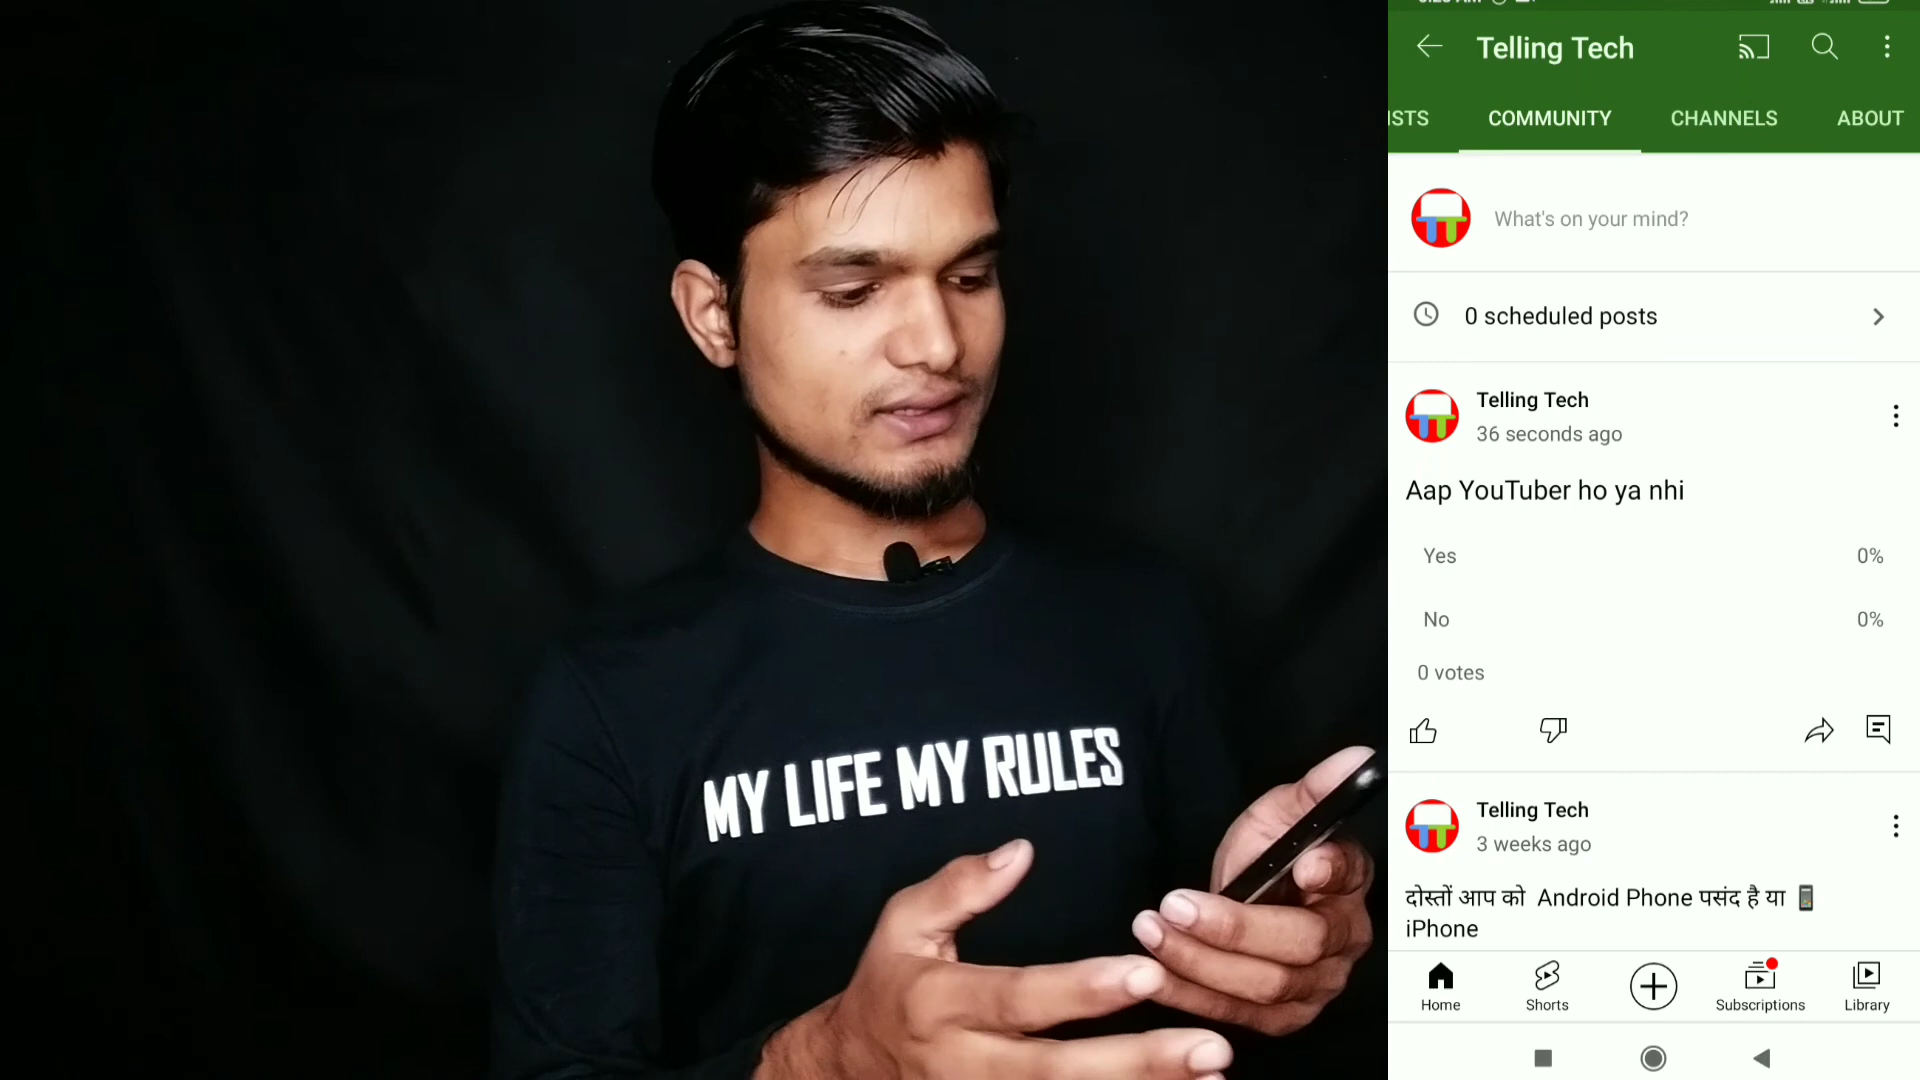 MY LIFE MY RULES
Telling Tech
COMMUNITY
CHANNELS
ABOUT
What's on your mind?
0 scheduled posts
Telling Tech
36 seconds ago
Aap YouTuber ho ya nhi
Yes 0%
No 0%
0 votes
Telling Tech
3 weeks ago
दोस्तों आप को Android Phone पसंद है या 📱
iPhone
Home
Shorts
Subscriptions
Library